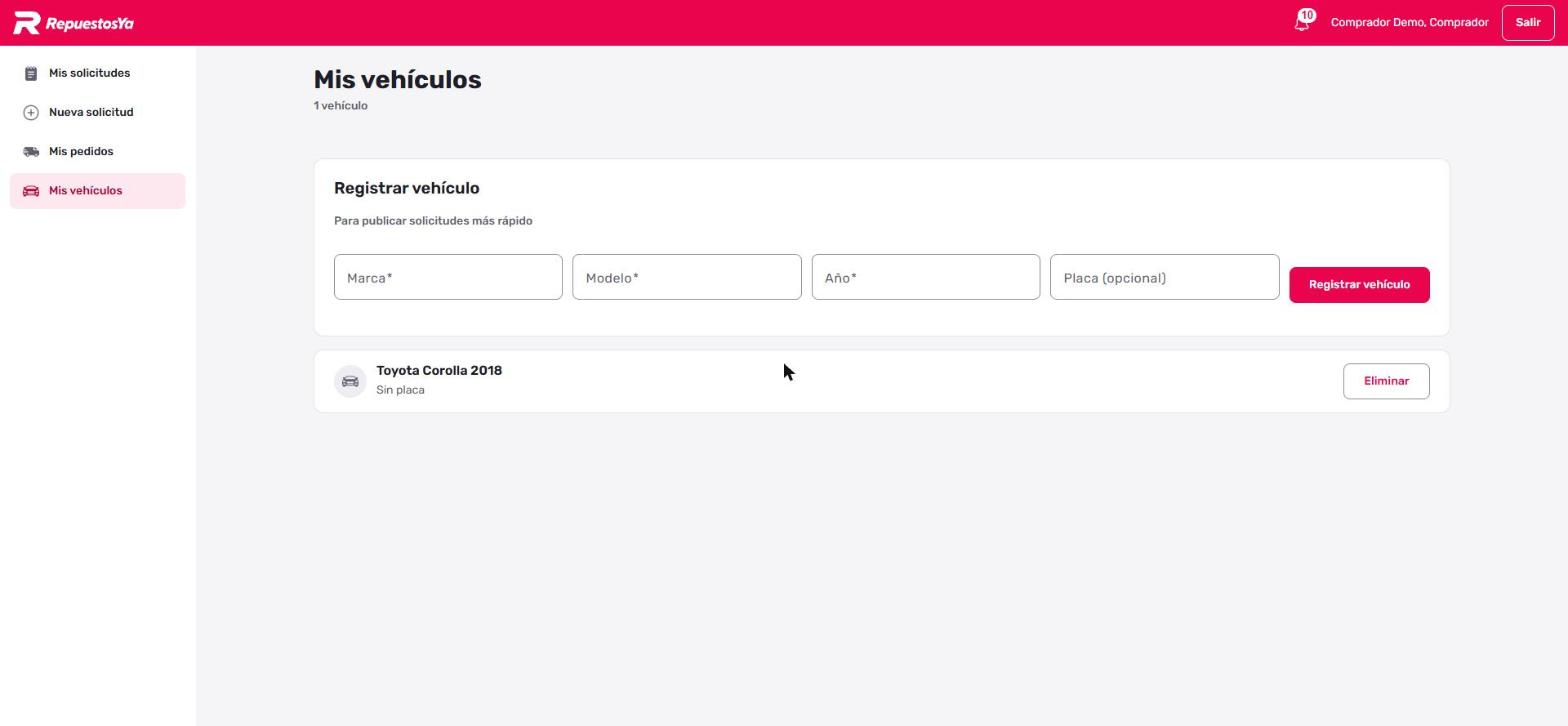 RepuestosYa
10
Comprador Demo, Comprador
Salir
Mis solicitudes
Nueva solicitud
Mis pedidos
Mis vehículos
Mis vehículos
1 vehículo
Registrar vehículo
Para publicar solicitudes más rápido
Marca*
Modelo*
Año*
Placa (opcional)
Registrar vehículo
Toyota Corolla 2018
Sin placa
Eliminar